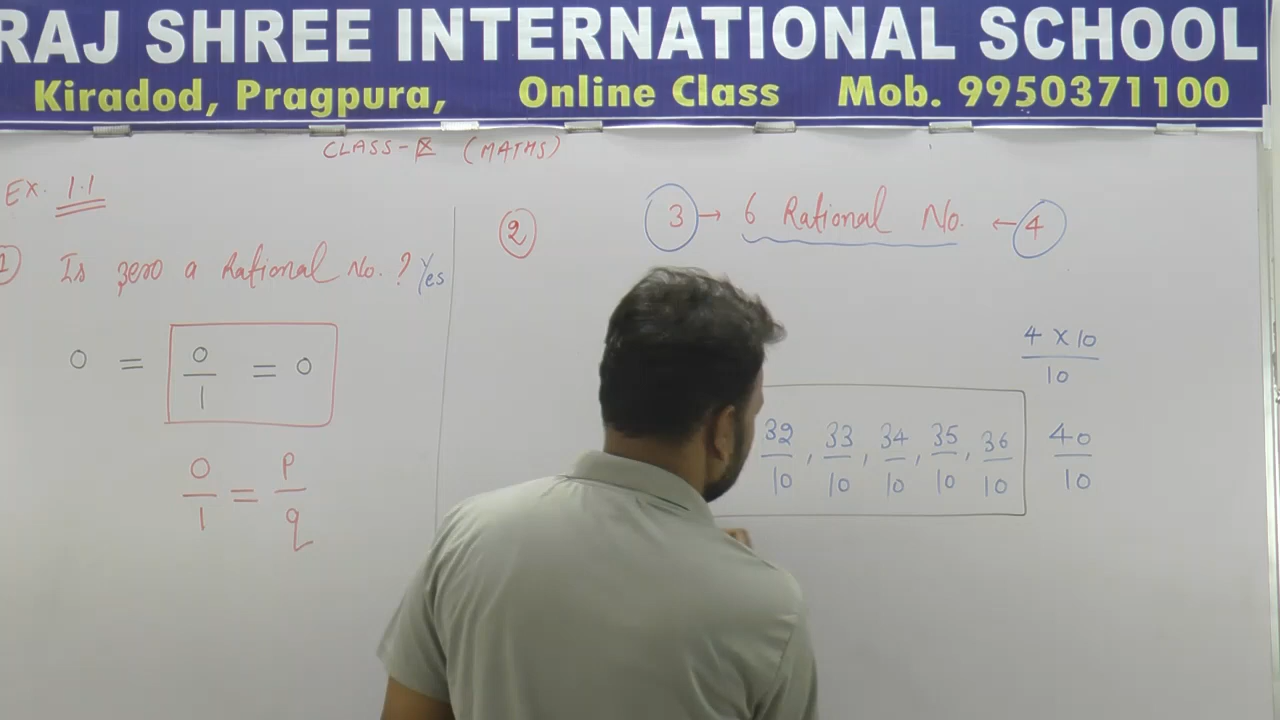 RAJ SHREE INTERNATIONAL SCHOOL
Kiradod, Pragpura, Online Class Mob. 9950371100
CLASS-IX (MATHS)
Ex. 1.1
1 Is zero a Rational No. ? Yes
0 = 0/1 = 0
0/1 = p/q
2 3 → 6 Rational No. ← 4
4 X 10 / 10
32/10, 33/10, 34/10, 35/10, 36/10 40/10